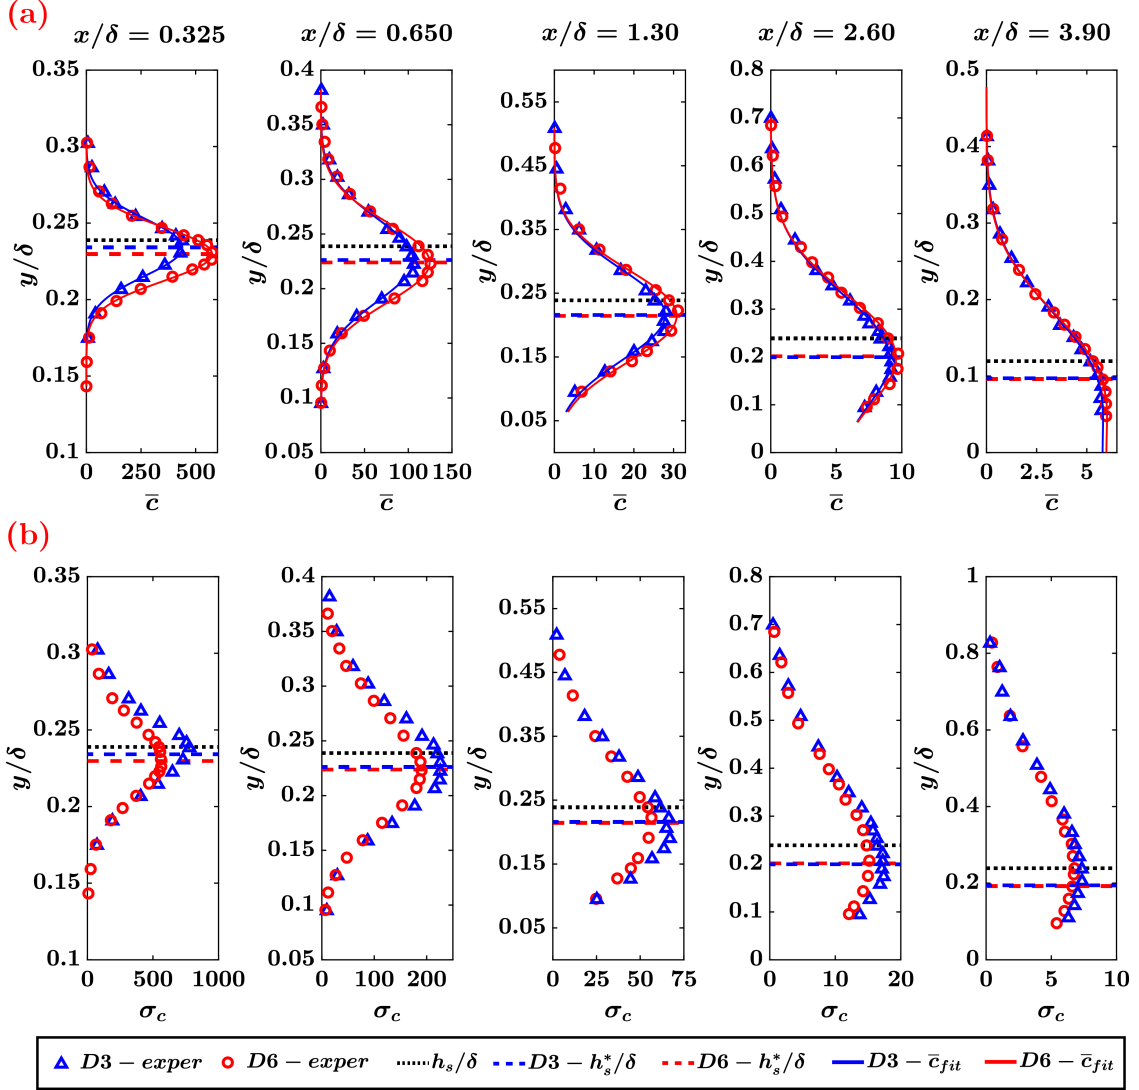 (a)
x/δ = 0.325 x/δ = 0.650 x/δ = 1.30 x/δ = 2.60 x/δ = 3.90
0.35 0.3 0.25 0.2 0.15 0.1
y/δ
0 250 500
c̅
0.4 0.35 0.3 0.25 0.2 0.15 0.1 0.05
y/δ
0 50 100 150
c̅
0.55 0.45 0.35 0.25 0.15 0.05
y/δ
0 10 20 30
c̅
0.8 0.7 0.6 0.5 0.4 0.3 0.2 0.1 0
y/δ
0 5 10
c̅
0.5 0.4 0.3 0.2 0.1 0
y/δ
0 2.5 5
c̅
(b)
0.35 0.3 0.25 0.2 0.15 0.1
y/δ
0 500 1000
σc
0.4 0.35 0.3 0.25 0.2 0.15 0.1 0.05
y/δ
0 100 200
σc
0.55 0.45 0.35 0.25 0.15 0.05
y/δ
25 50 75
σc
0.8 0.7 0.6 0.5 0.4 0.3 0.2 0.1 0
y/δ
0 10 20
σc
1 0.8 0.6 0.4 0.2 0
y/δ
0 5 10
σc
D3 − exper D6 − exper hs/δ D3 − h*s/δ D6 − h*s/δ D3 − c̅fit D6 − c̅fit